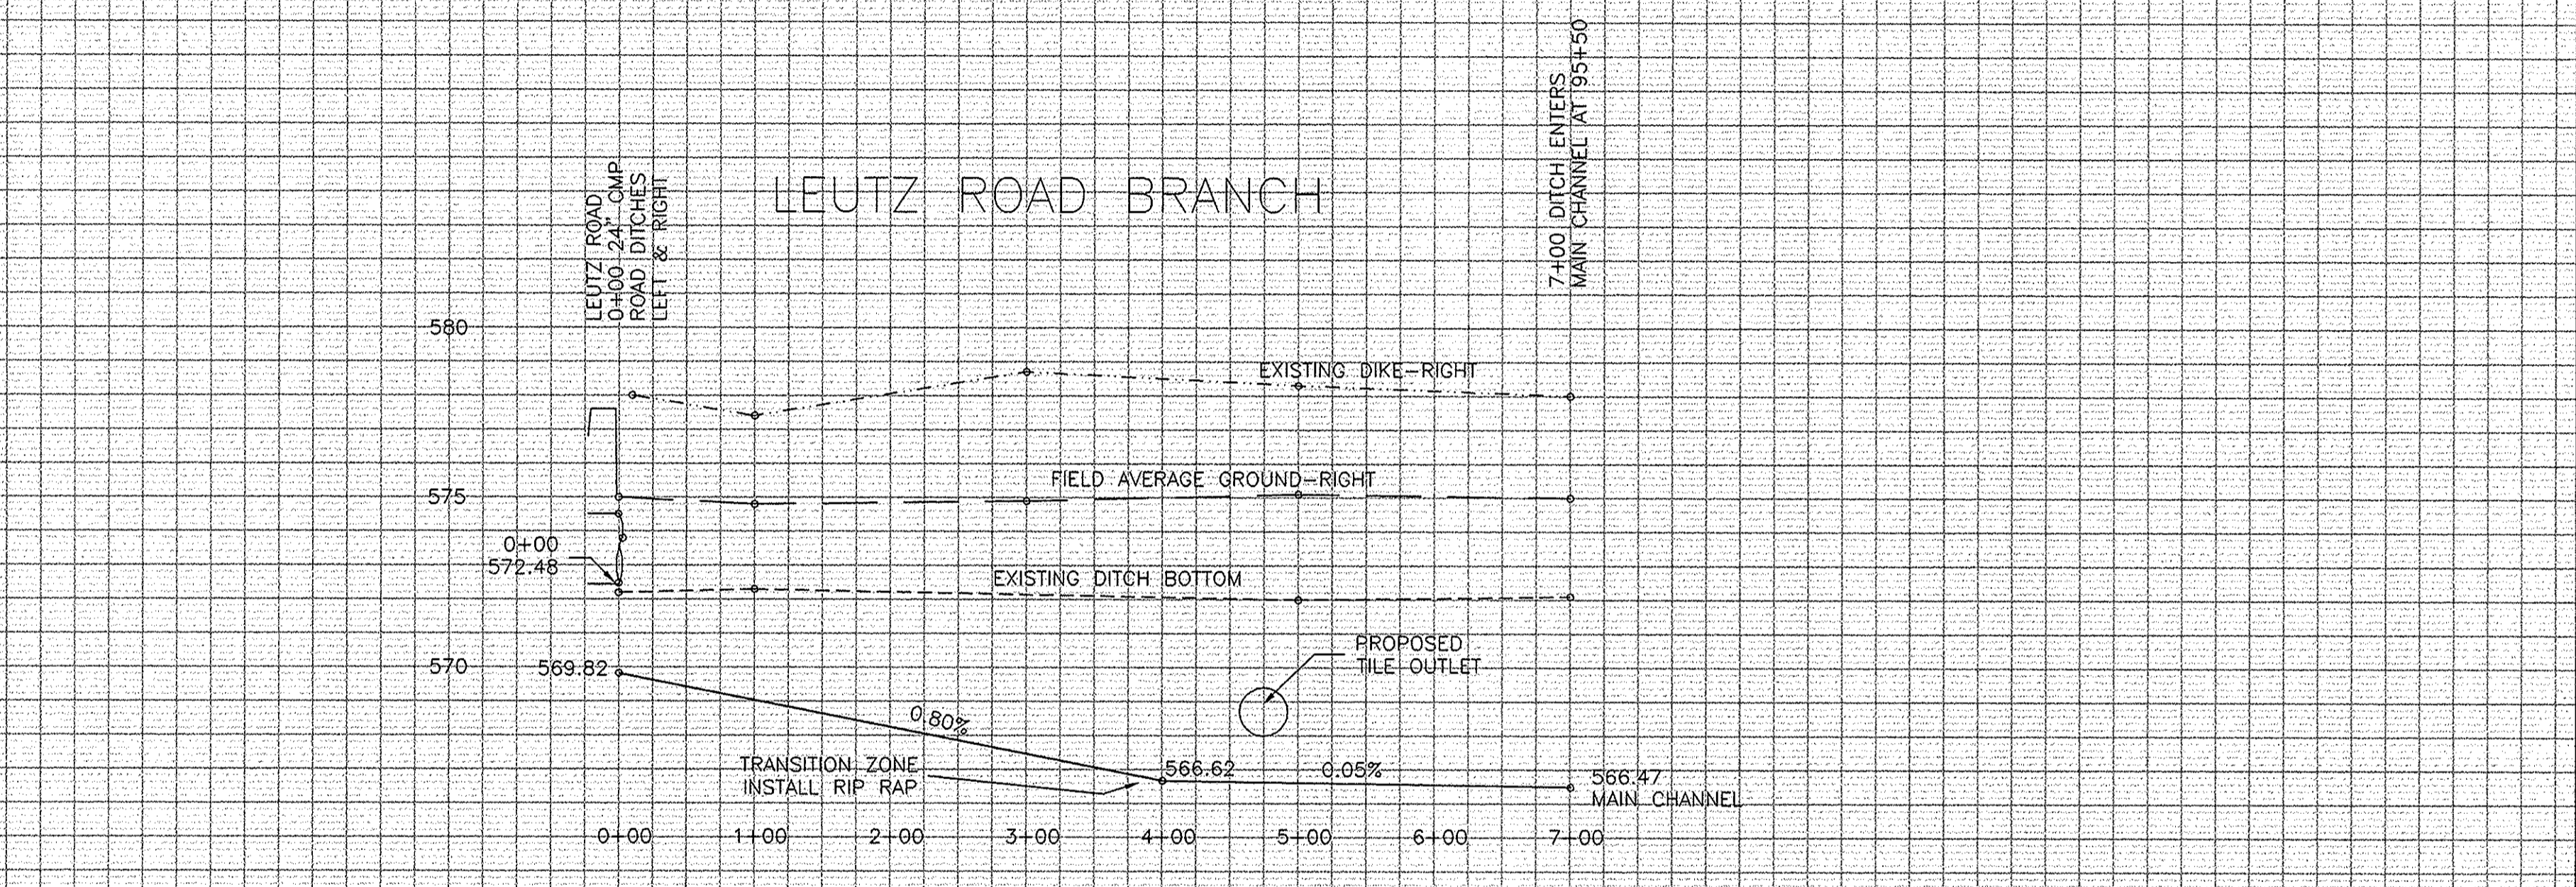 LEUTZ ROAD
0+00 24" CMP
ROAD DITCHES
LEFT & RIGHT
LEUTZ ROAD BRANCH
7+00 DITCH ENTERS
MAIN CHANNEL AT 95+50
580
EXISTING DIKE-RIGHT
575
FIELD AVERAGE GROUND-RIGHT
0+00
572.48
EXISTING DITCH BOTTOM
570
569.82
PROPOSED
TILE OUTLET
0.80%
TRANSITION ZONE
INSTALL RIP RAP
566.62
0.05%
566.47
MAIN CHANNEL
0+00 1+00 2+00 3+00 4+00 5+00 6+00 7+00